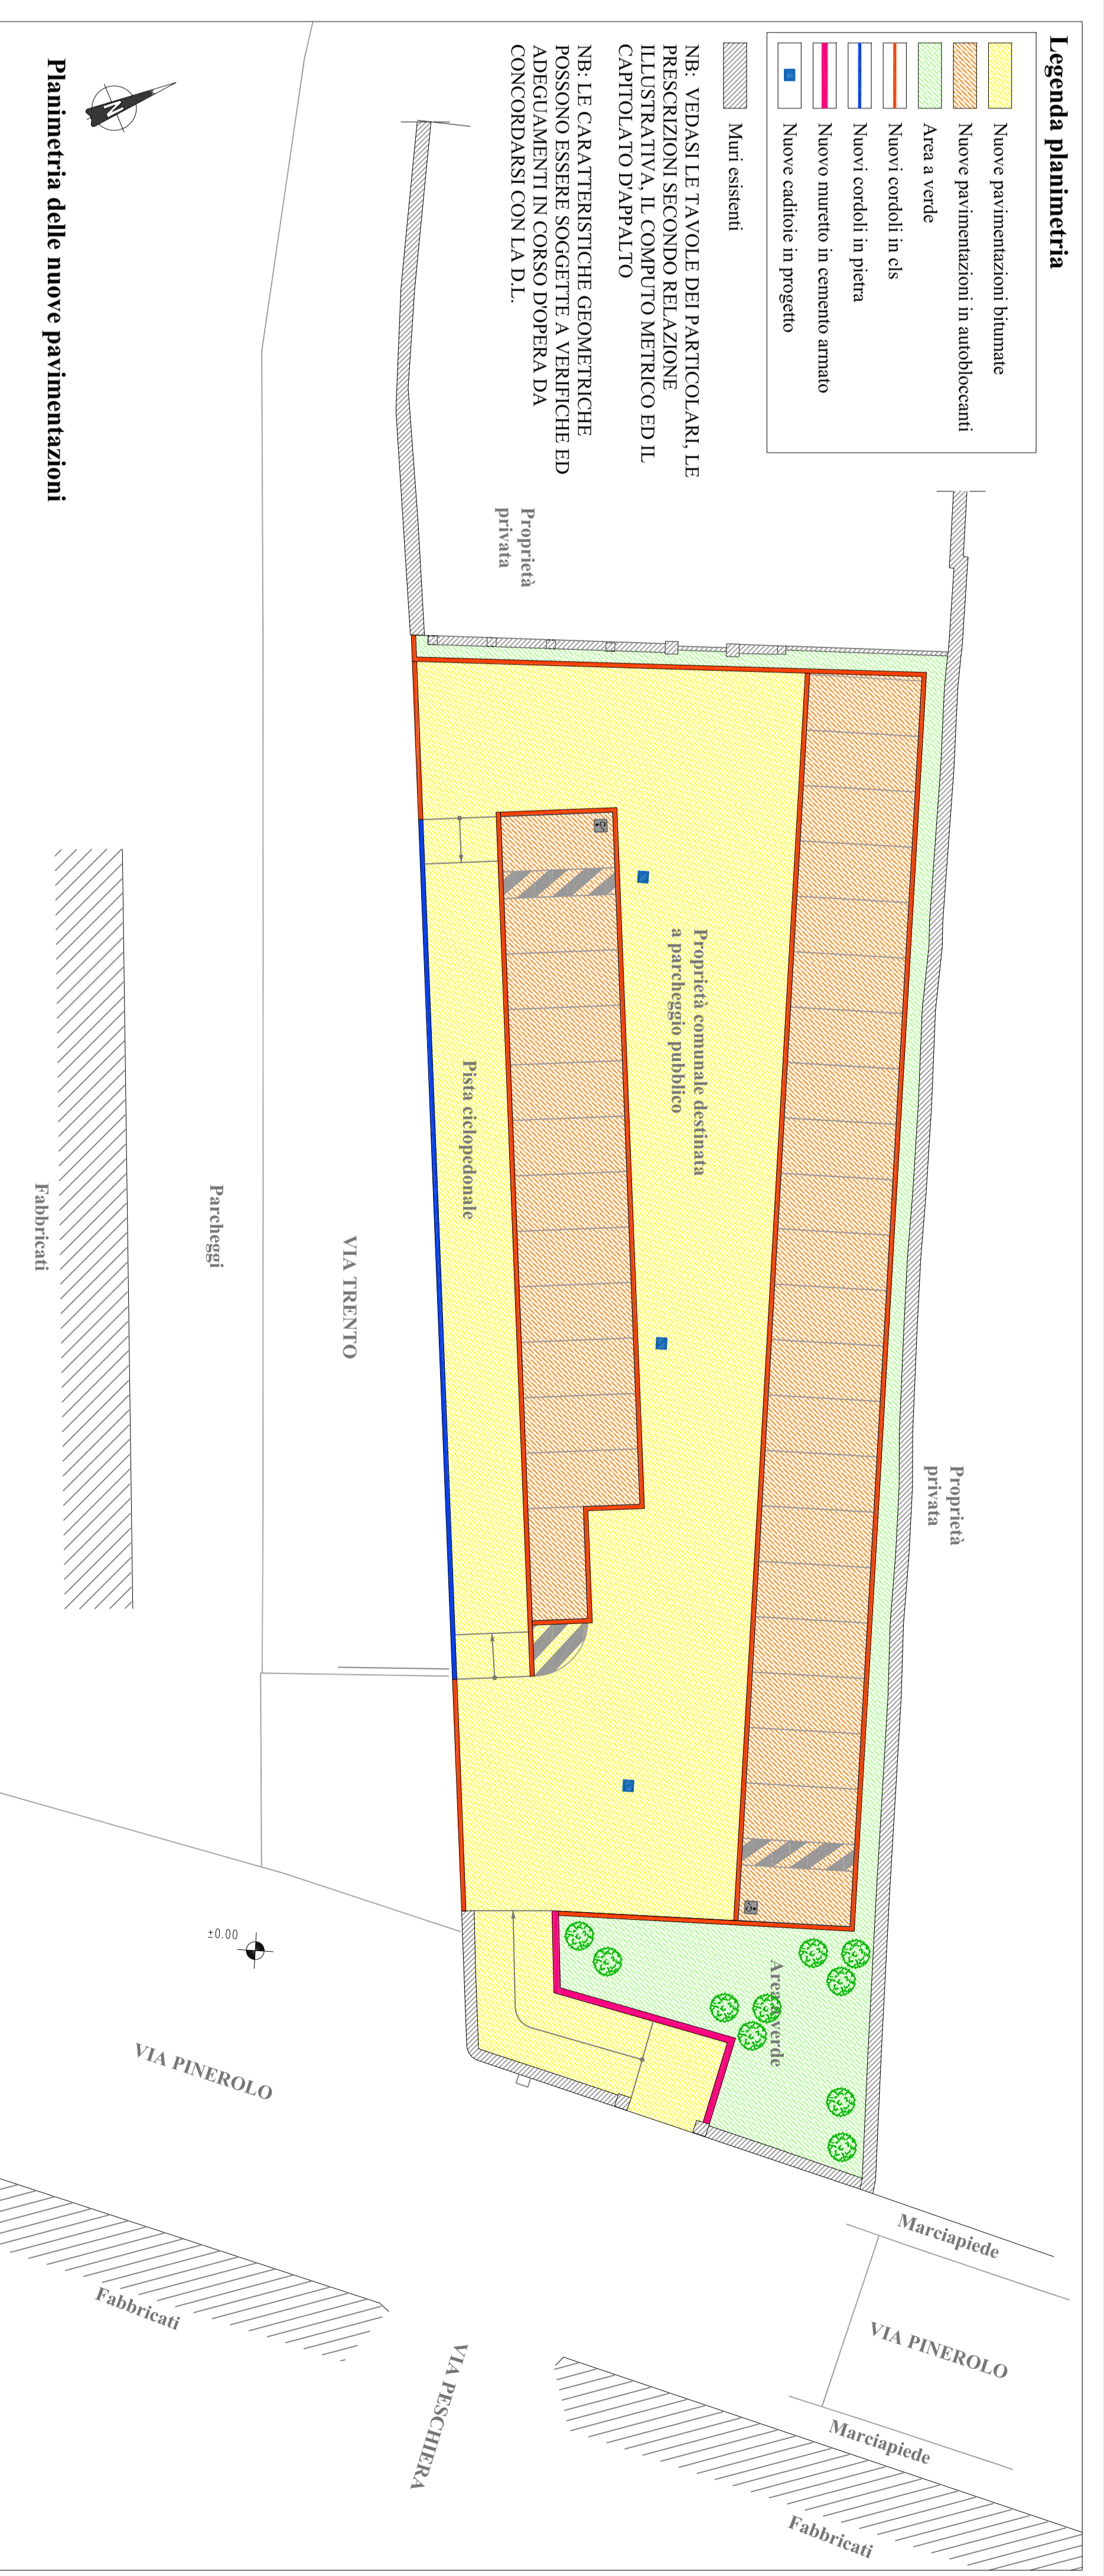 Legenda planimetria
Nuove pavimentazioni bitumate
Nuove pavimentazioni in autobloccanti
Area a verde
Nuovi cordoli in cls
Nuovi cordoli in pietra
Nuovo muretto in cemento armato
Nuove caditoie in progetto
Muri esistenti
NB: VEDASI LE TAVOLE DEI PARTICOLARI, LE
PRESCRIZIONI SECONDO RELAZIONE
ILLUSTRATIVA, IL COMPUTO METRICO ED IL
CAPITOLATO D'APPALTO
NB: LE CARATTERISTICHE GEOMETRICHE
POSSONO ESSERE SOGGETTE A VERIFICHE ED
ADEGUAMENTI IN CORSO D'OPERA DA
CONCORDARSI CON LA D.L.
N
Planimetria delle nuove pavimentazioni
Proprietà
privata
Proprietà comunale destinata
a parcheggio pubblico
Pista ciclopedonale
Proprietà
privata
VIA TRENTO
Parcheggi
Fabbricati
Area a verde
±0.00
VIA PINEROLO
Marciapiede
VIA PINEROLO
Marciapiede
Fabbricati
VIA PESCHIERA
Fabbricati